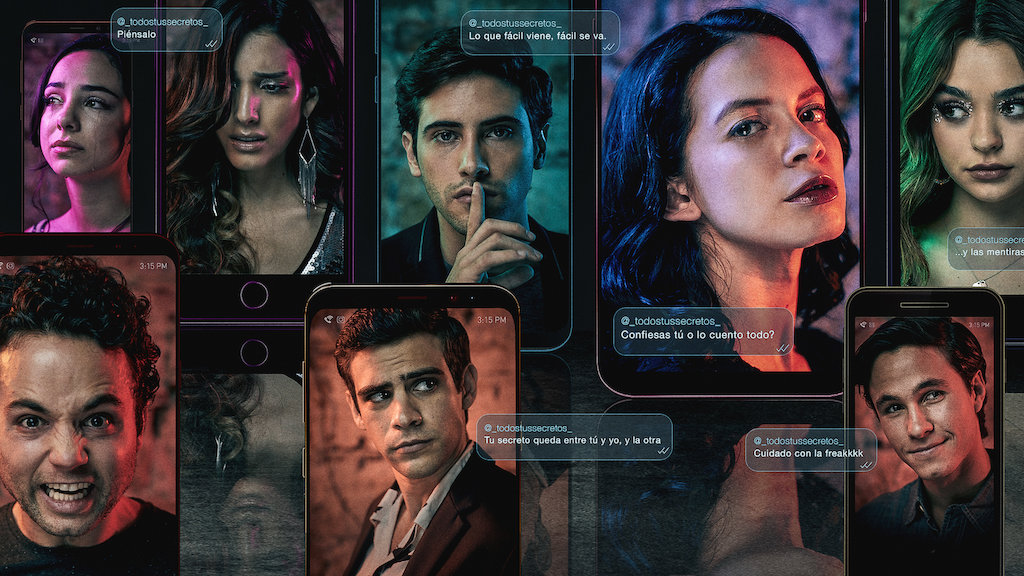 @_todostussecretos_
Piénsalo
@_todostussecretos_
Lo que fácil viene, fácil se va.
@_todostussecretos_
...y las mentiras
3:15 PM
3:15 PM
@_todostussecretos_
Confiesas tú o lo cuento todo?
3:15 PM
@_todostussecretos_
Tu secreto queda entre tú y yo, y la otra
@_todostussecretos_
Cuidado con la freakkkk